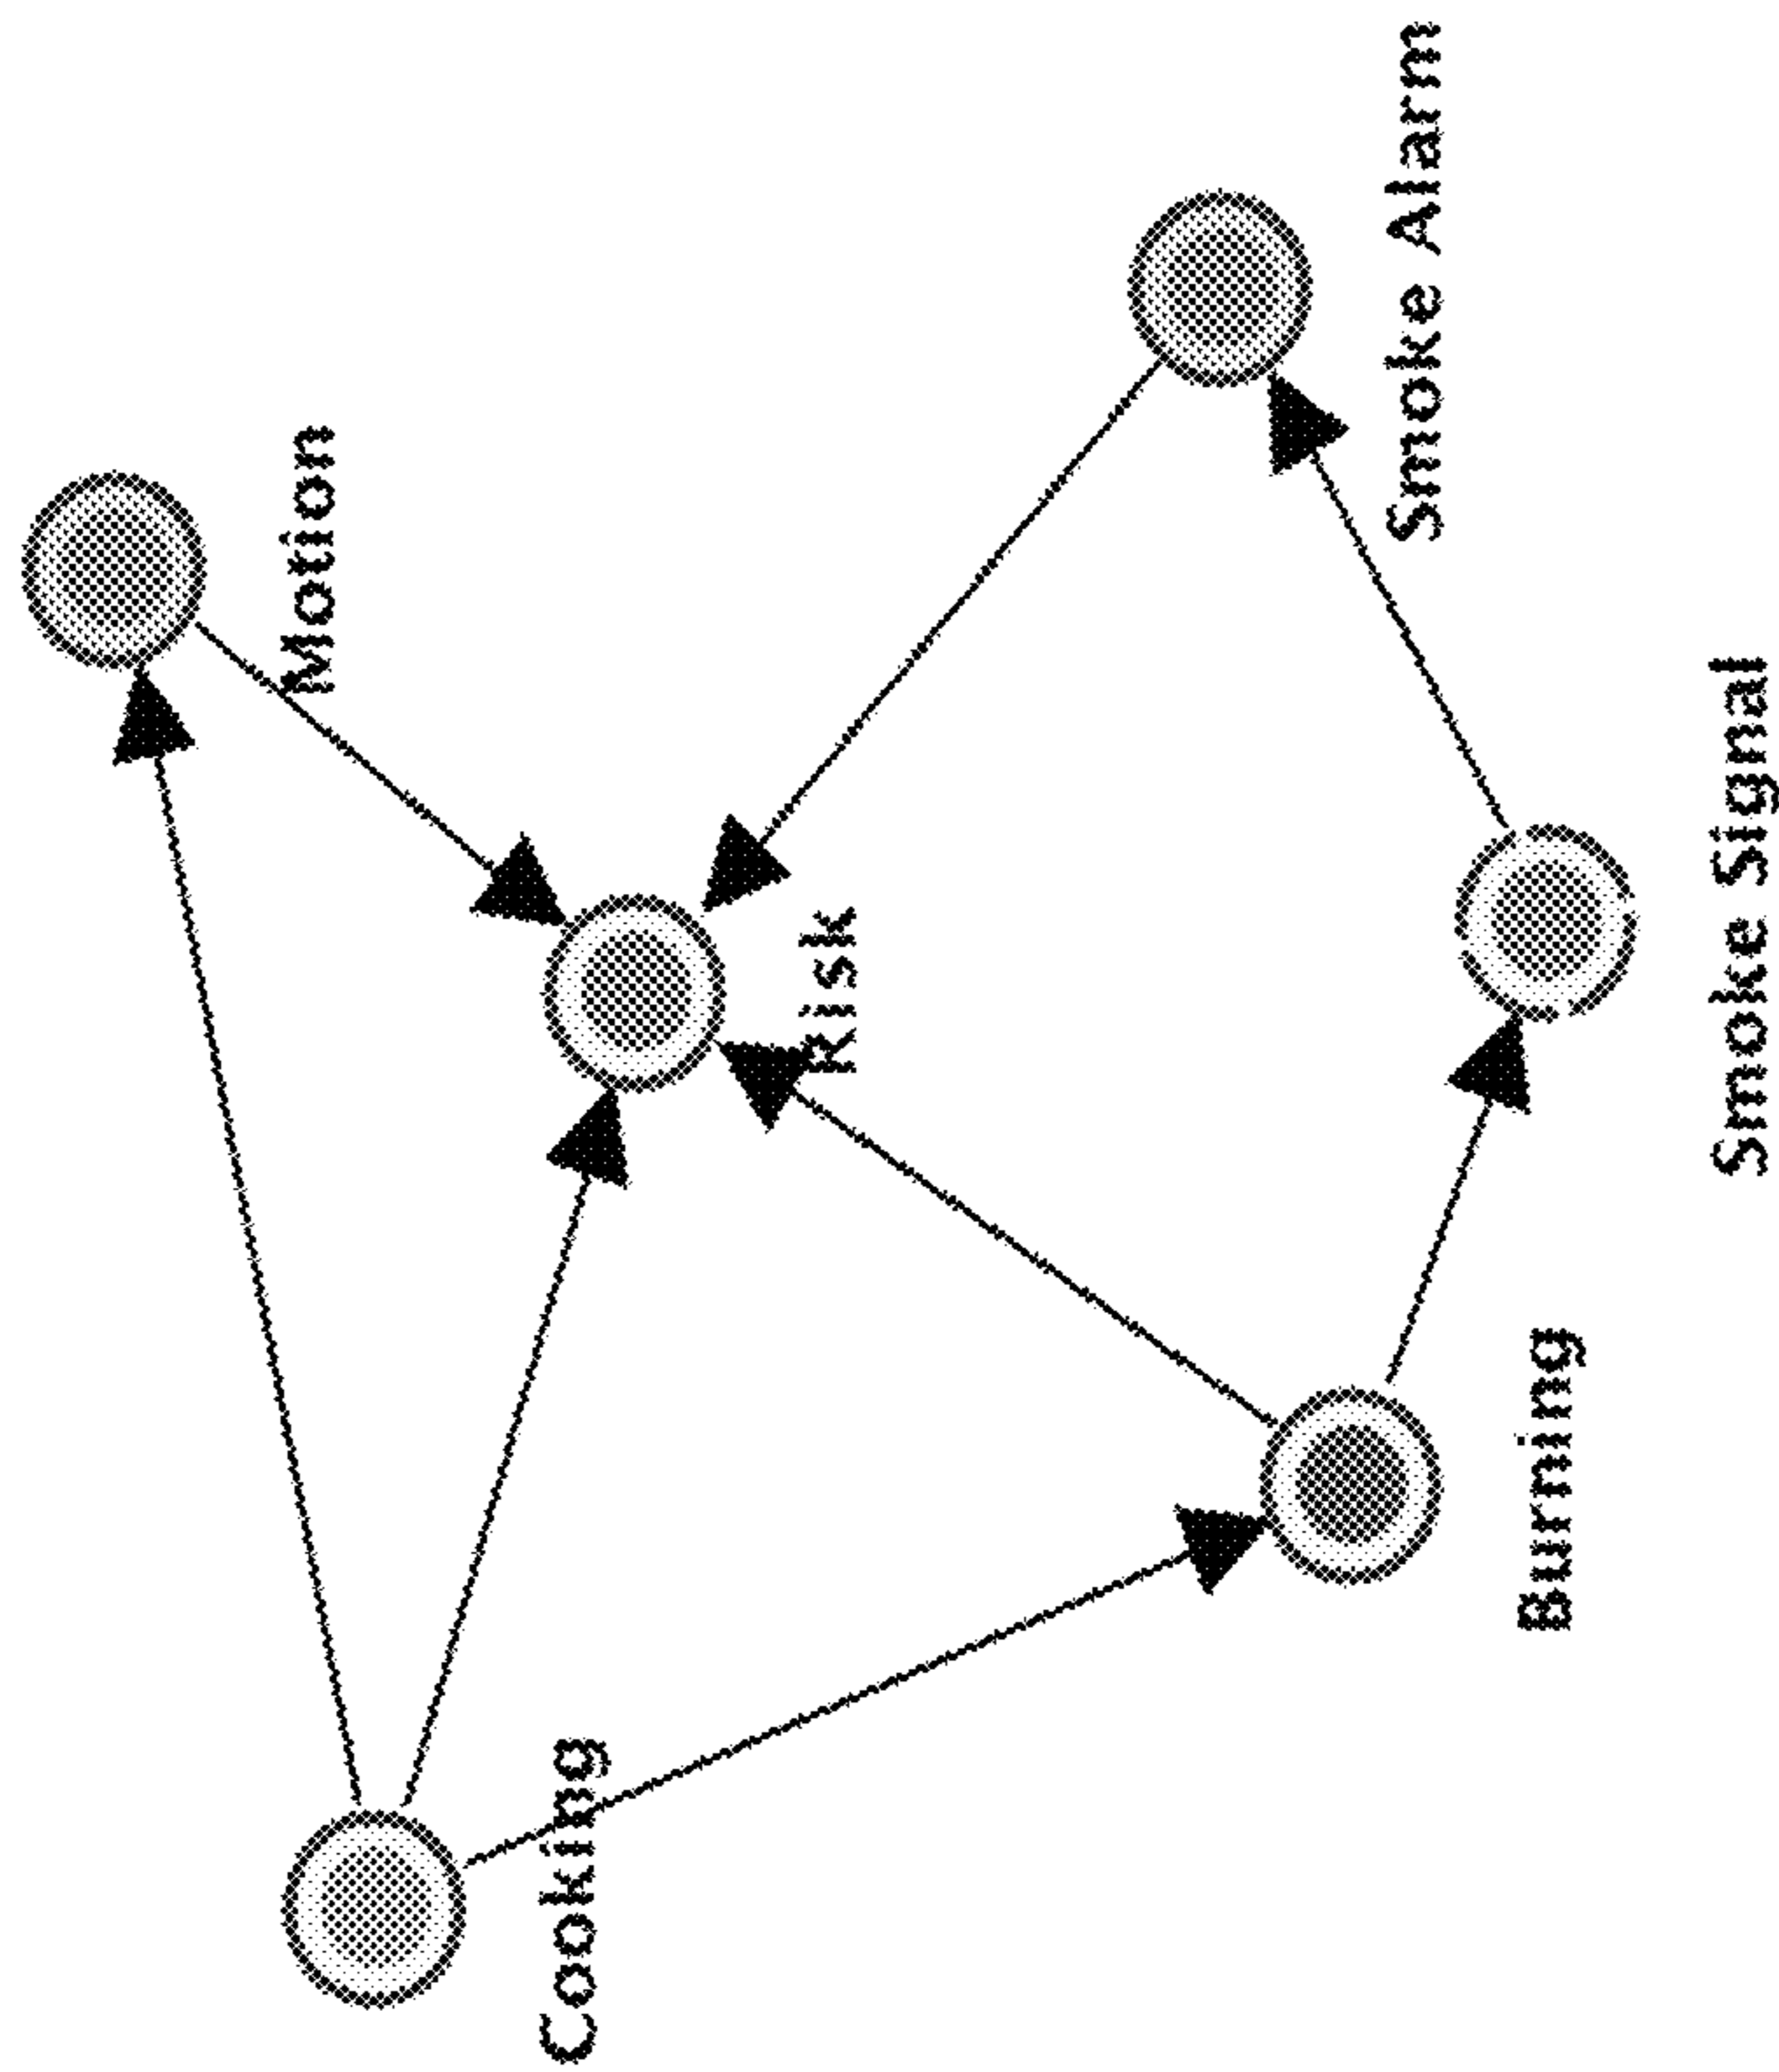 Motion
Smoke Alarm
Risk
Cooking
Burning
Smoke Signal